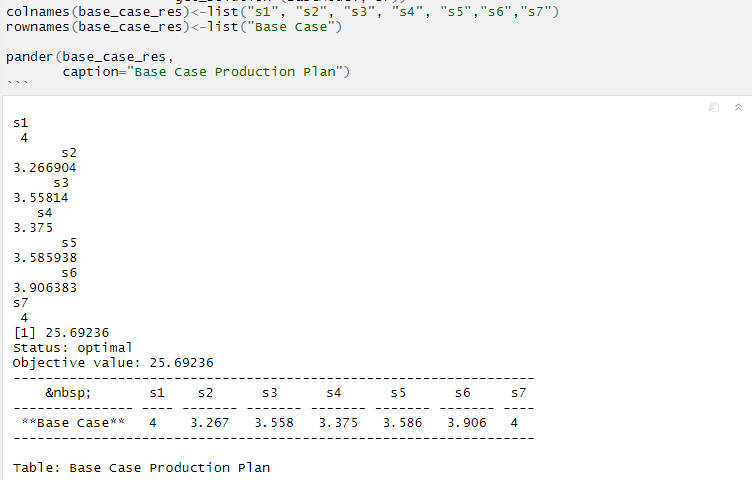 colnames(base_case_res)<-list("s1", "s2", "s3", "s4", "s5","s6","s7")
rownames(base_case_res)<-list("Base Case")
pander(base_case_res,
       caption="Base Case Production Plan")
```
s1
 4
      s2
3.266904
     s3
3.55814
   s4
3.375
      s5
3.585938
      s6
3.906383
s7
 4
[1] 25.69236
Status: optimal
Objective value: 25.69236
-----------------------------------------------------------------
    &nbsp;       s1    s2      s3      s4      s5      s6     s7
--------------- ---- ------- ------- ------- ------- ------- ----
 **Base Case**   4    3.267   3.558   3.375   3.586   3.906   4
-----------------------------------------------------------------
Table: Base Case Production Plan